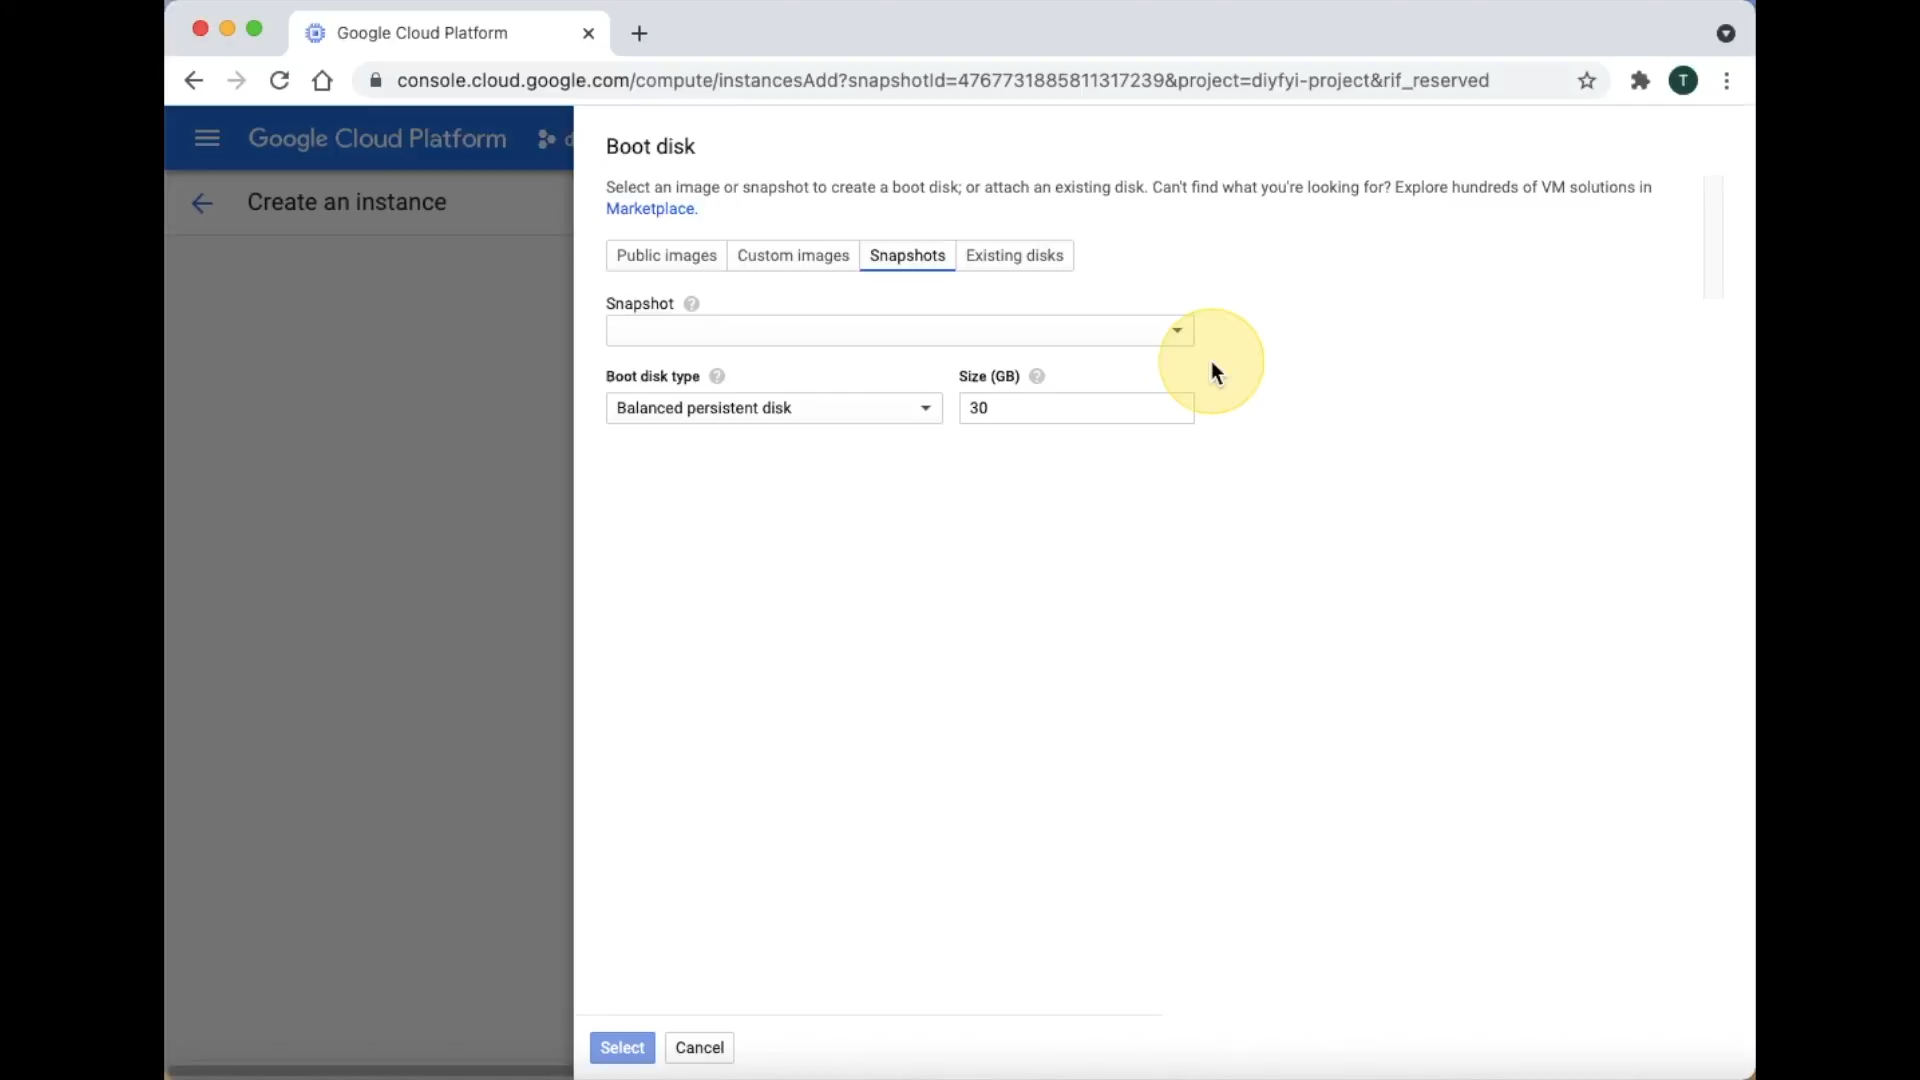 Google Cloud Platform
console.cloud.google.com/compute/instancesAdd?snapshotId=4767731885811317239&project=diyfyi-project&rif_reserved
T
Google Cloud Platform
d
Create an instance
Boot disk
Select an image or snapshot to create a boot disk; or attach an existing disk. Can't find what you're looking for? Explore hundreds of VM solutions in
Marketplace.
Public images Custom images Snapshots Existing disks
Snapshot ?
Boot disk type ? Size (GB) ?
Balanced persistent disk 30
Select Cancel